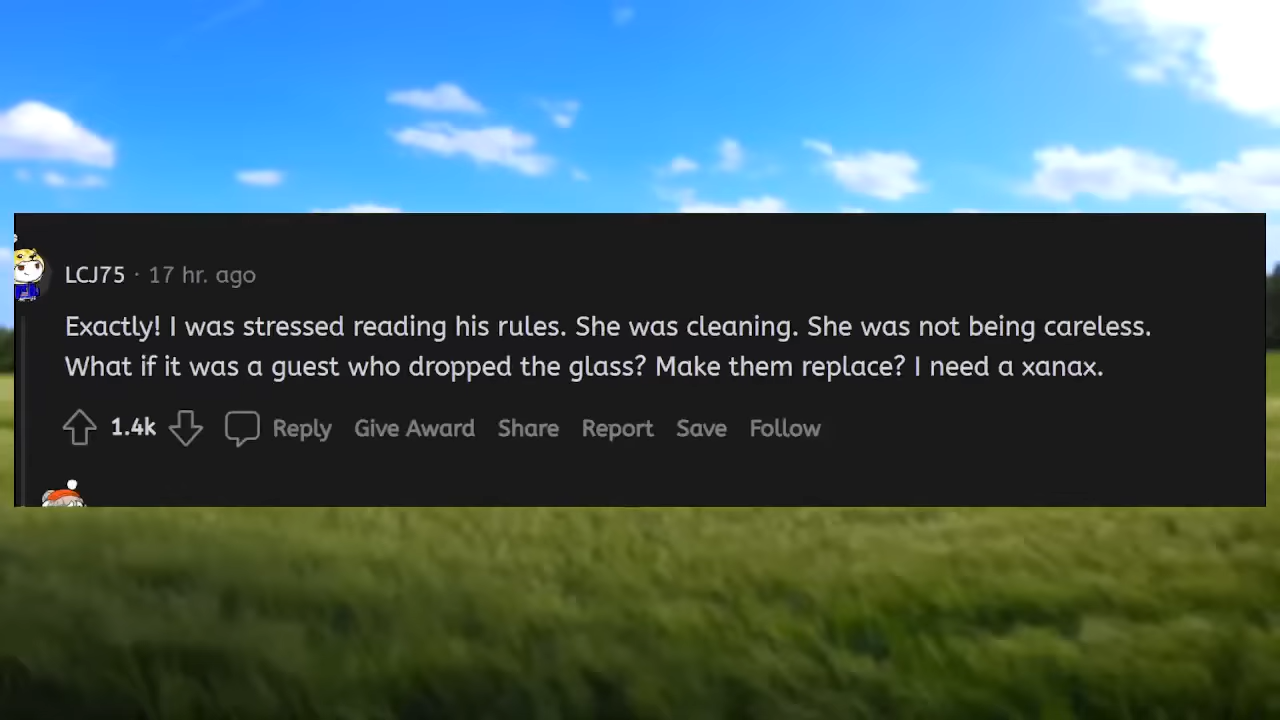 LCJ75 · 17 hr. ago
Exactly! I was stressed reading his rules. She was cleaning. She was not being careless.
What if it was a guest who dropped the glass? Make them replace? I need a xanax.
1.4k Reply Give Award Share Report Save Follow